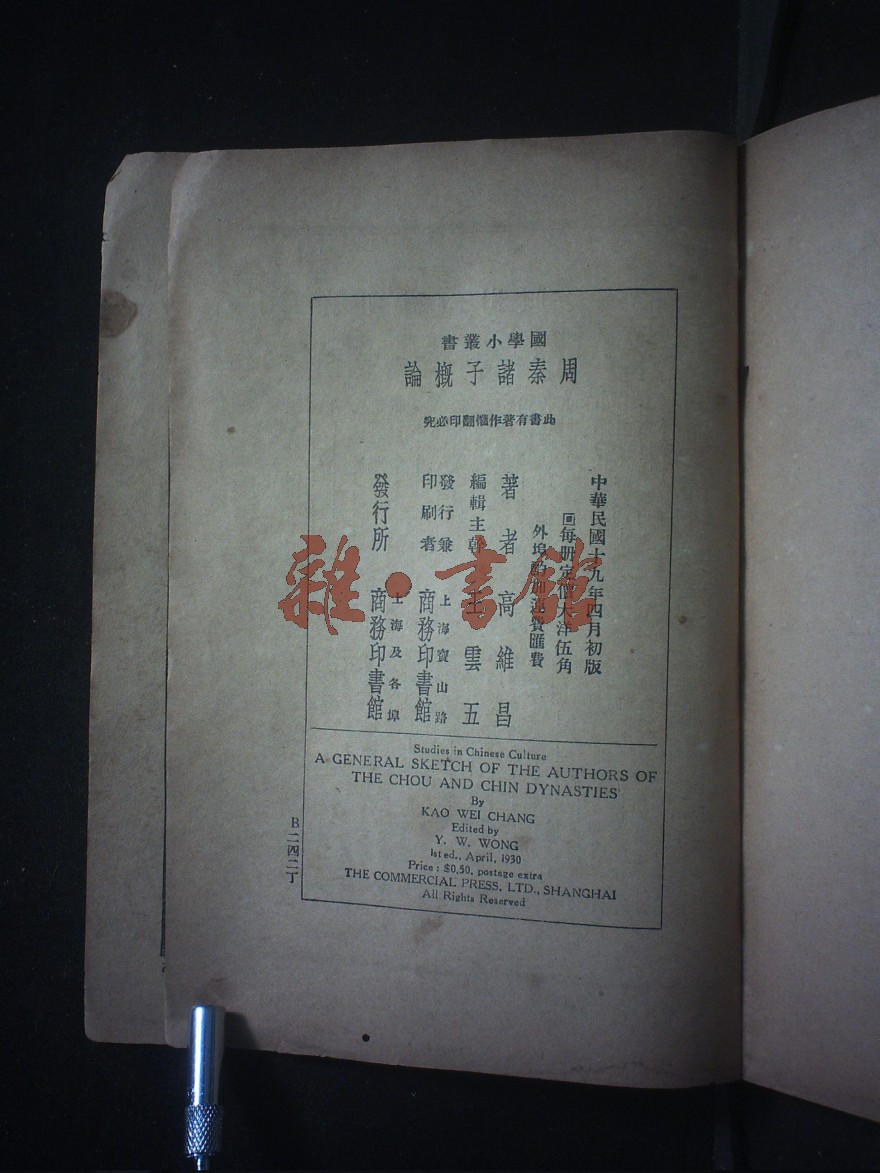 國學小叢書
周秦諸子槪論
此書有著作權翻印必究
中華民國十九年四月初版
每册定價大洋伍角
外埠酌加運費匯費
著者 高維昌
編輯主幹 王雲五
發行兼
印刷者
上海寶山路
商務印書館
發行所
上海及各埠
商務印書館
Studies in Chinese Culture
A GENERAL SKETCH OF THE AUTHORS OF
THE CHOU AND CHIN DYNASTIES
By
KAO WEI CHANG
Edited by
Y. W. WONG
1st ed., April, 1930
Price : $0.50, postage extra
THE COMMERCIAL PRESS, LTD., SHANGHAI
All Rights Reserved
B二四二丁
雜·書館